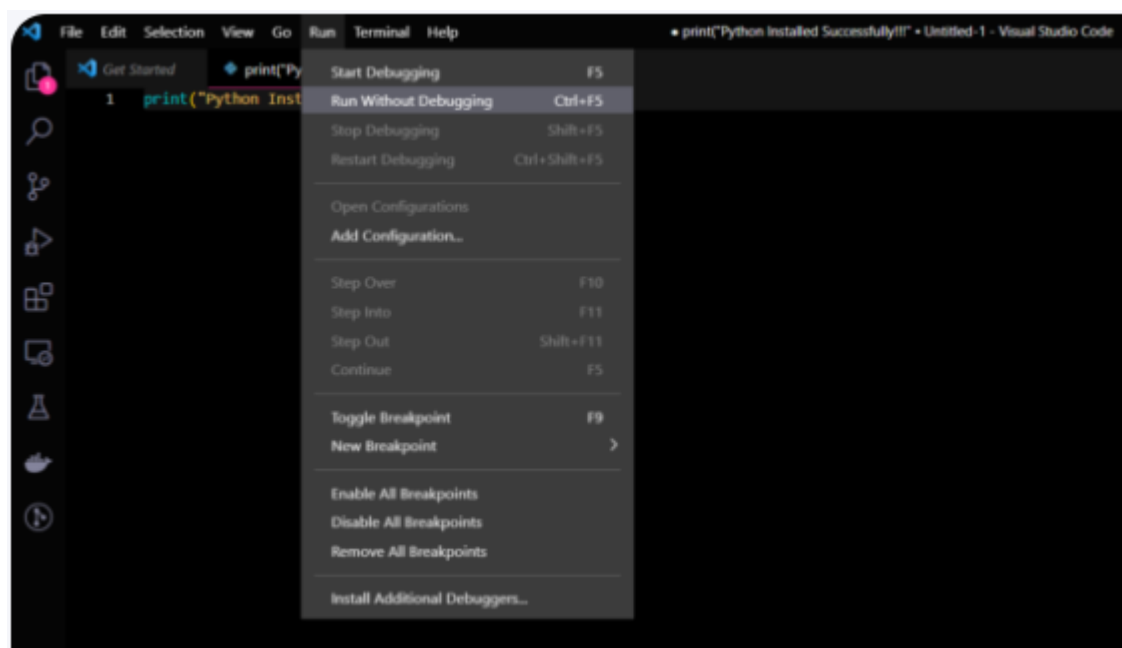 File Edit Selection View Go Run Terminal Help ● print("Python Installed Successfully!!!" • Untitled-1 - Visual Studio Code
1
Get Started print("Py
1 print("Python Inst
Start Debugging F5
Run Without Debugging Ctrl+F5
Stop Debugging Shift+F5
Restart Debugging Ctrl+Shift+F5
Open Configurations
Add Configuration...
Step Over F10
Step Into F11
Step Out Shift+F11
Continue F5
Toggle Breakpoint F9
New Breakpoint
Enable All Breakpoints
Disable All Breakpoints
Remove All Breakpoints
Install Additional Debuggers...